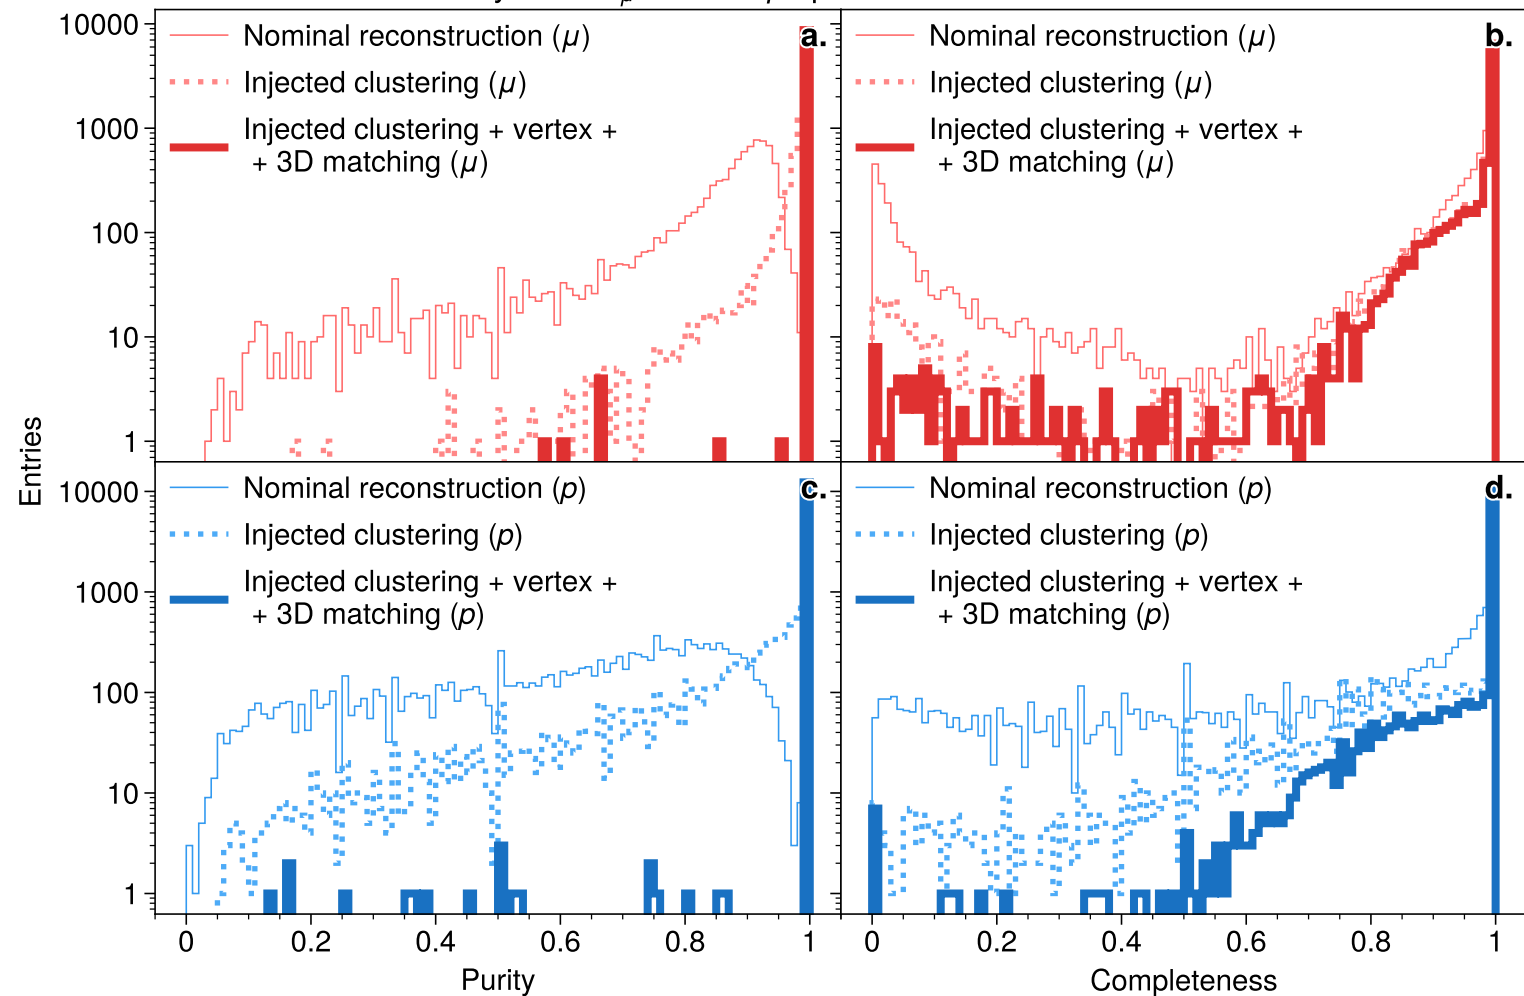 Nominal reconstruction (μ)
Injected clustering (μ)
Injected clustering + vertex +
+ 3D matching (μ)
a.
Nominal reconstruction (μ)
Injected clustering (μ)
Injected clustering + vertex +
+ 3D matching (μ)
b.
10000
1000
100
10
1
Nominal reconstruction (p)
Injected clustering (p)
Injected clustering + vertex +
+ 3D matching (p)
c.
Nominal reconstruction (p)
Injected clustering (p)
Injected clustering + vertex +
+ 3D matching (p)
d.
10000
1000
100
10
1
Entries
0 0.2 0.4 0.6 0.8 1
0 0.2 0.4 0.6 0.8 1
Purity
Completeness